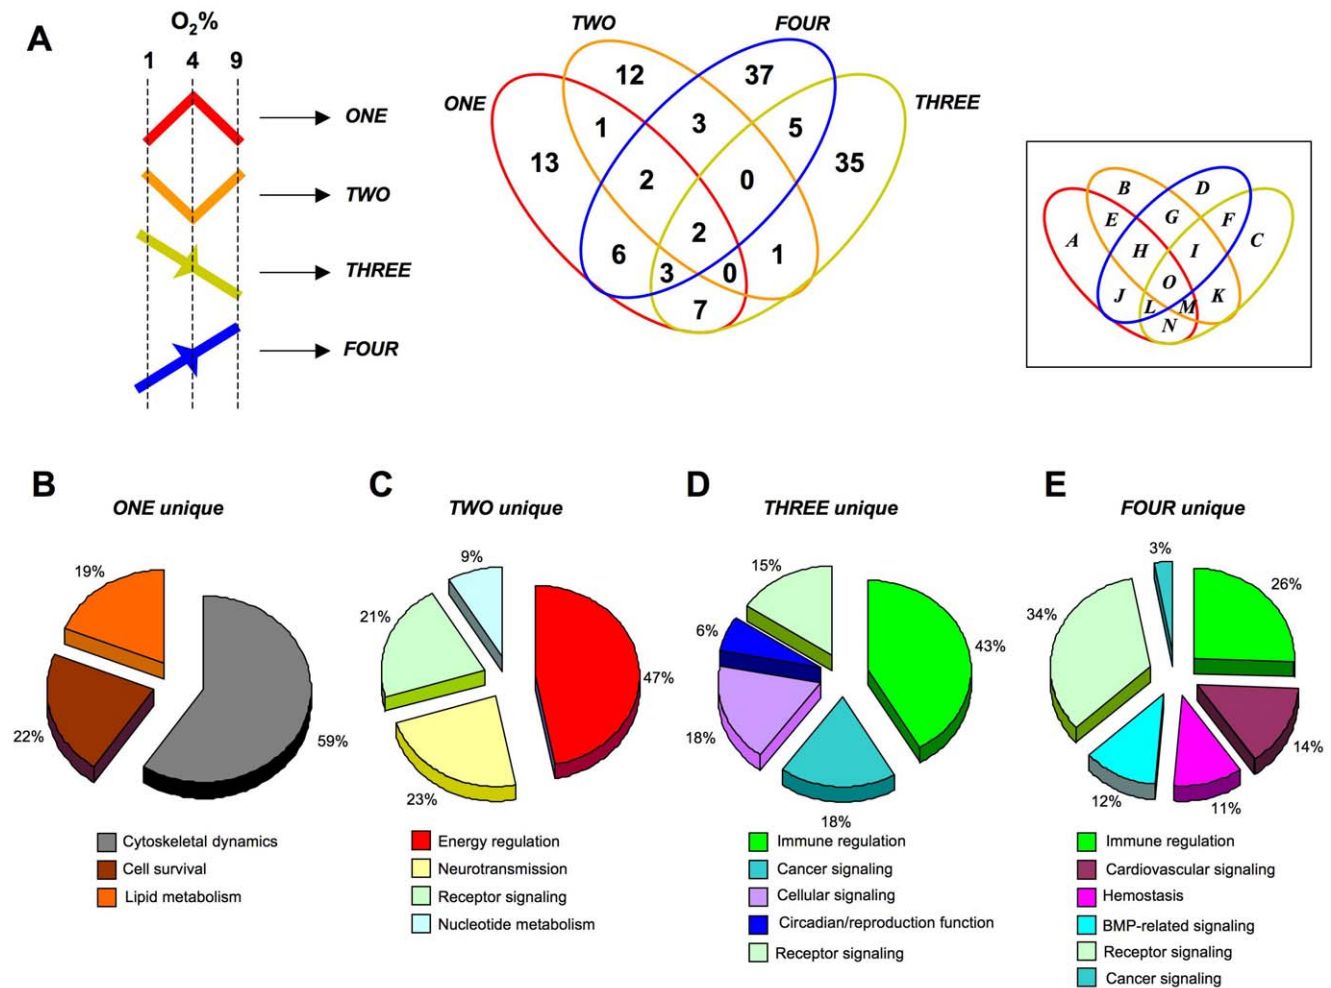 A
O2%
1 4 9
ONE
TWO
THREE
FOUR
TWO
FOUR
ONE
THREE
12
37
1
3
5
13
2
0
35
2
6
3
0
1
7
B
D
E
G
F
A
H
I
C
O
J
L
M
K
N
B
ONE unique
19%
22%
59%
Cytoskeletal dynamics
Cell survival
Lipid metabolism
C
TWO unique
9%
21%
47%
23%
Energy regulation
Neurotransmission
Receptor signaling
Nucleotide metabolism
D
THREE unique
15%
6%
43%
18%
18%
Immune regulation
Cancer signaling
Cellular signaling
Circadian/reproduction function
Receptor signaling
E
FOUR unique
3%
26%
34%
14%
12%
11%
Immune regulation
Cardiovascular signaling
Hemostasis
BMP-related signaling
Receptor signaling
Cancer signaling